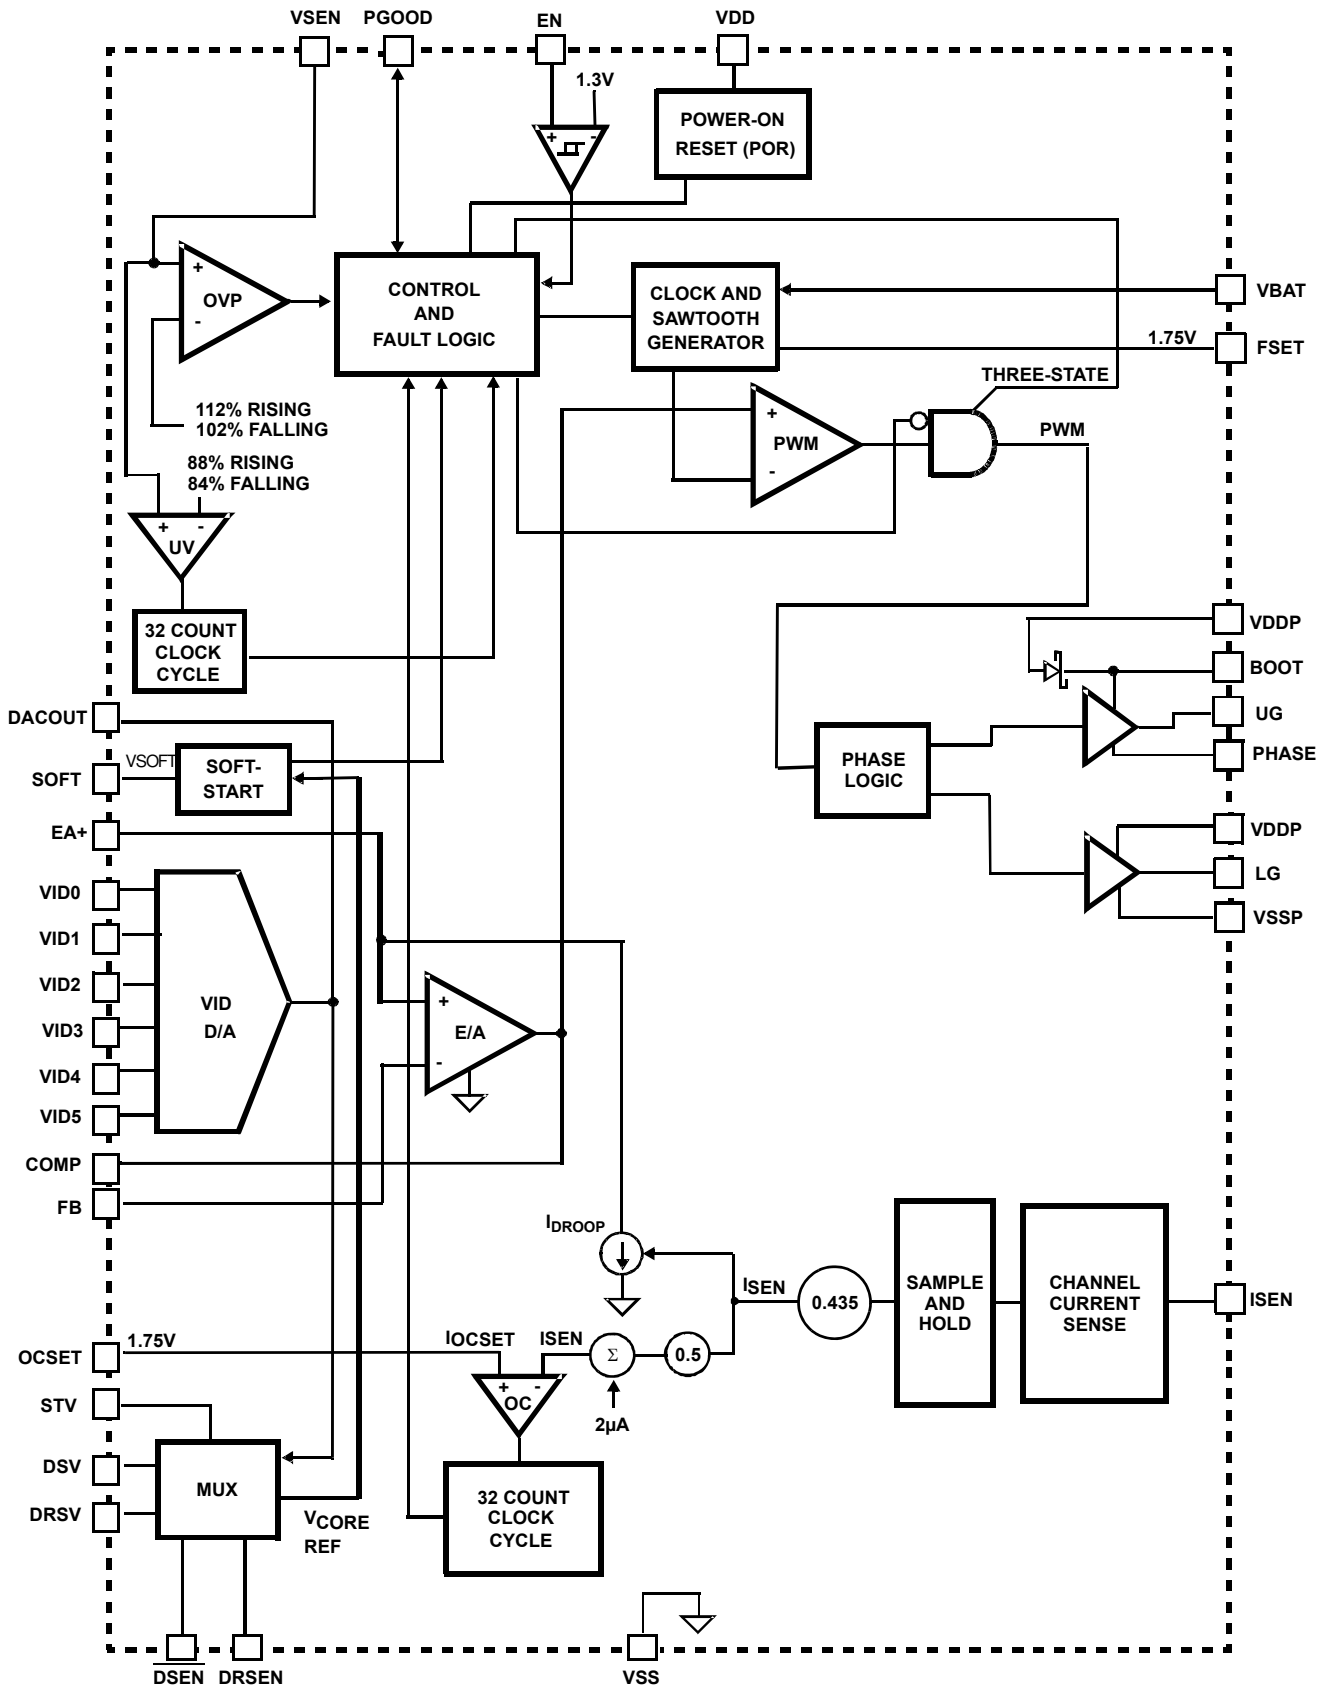 VSEN PGOOD EN VDD
1.3V
+ -
POWER-ON
RESET (POR)
+
OVP
-
CONTROL
AND
FAULT LOGIC
CLOCK AND
SAWTOOTH
GENERATOR
VBAT
1.75V
FSET
THREE-STATE
112% RISING
102% FALLING
+
PWM
-
PWM
88% RISING
84% FALLING
+ -
UV
32 COUNT
CLOCK
CYCLE
VDDP
BOOT
UG
PHASE
DACOUT
VSOFT
SOFT
SOFT-
START
PHASE
LOGIC
EA+
VDDP
LG
VSSP
VID0
VID1
VID2
VID3
VID4
VID5
VID
D/A
+
E/A
-
COMP
FB
IDROOP
ISEN
0.435
SAMPLE
AND
HOLD
CHANNEL
CURRENT
SENSE
ISEN
1.75V
OCSET
IOCSET
ISEN
Σ
0.5
+ -
OC
2µA
STV
DSV
DRSV
MUX
VCORE
REF
32 COUNT
CLOCK
CYCLE
DSEN DRSEN
VSS